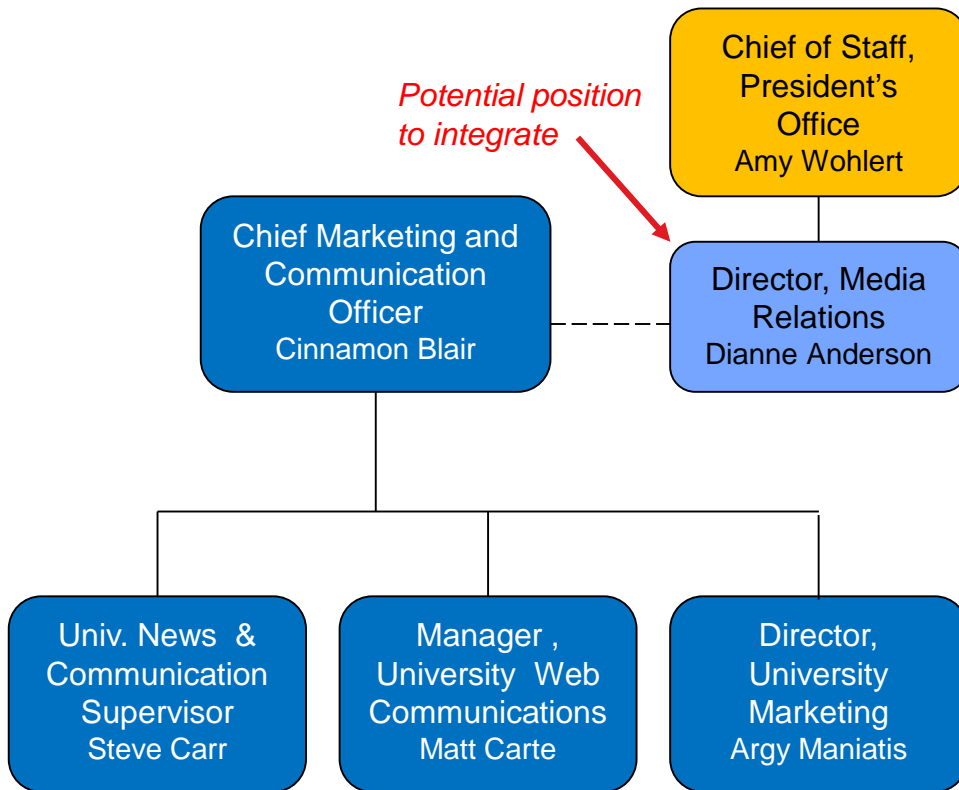 Chief of Staff,
President’s
Office
Amy Wohlert
Potential position
to integrate
Chief Marketing and
Communication
Officer
Cinnamon Blair
Director, Media
Relations
Dianne Anderson
Univ. News &
Communication
Supervisor
Steve Carr
Manager ,
University Web
Communications
Matt Carte
Director,
University
Marketing
Argy Maniatis